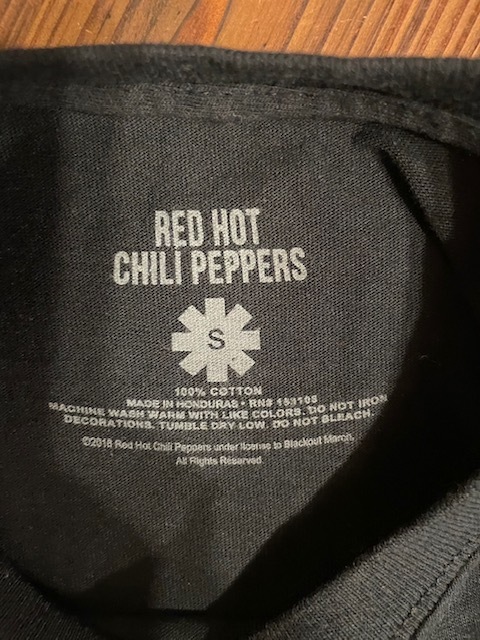 RED HOT
CHILI PEPPERS
S
100% COTTON
MADE IN HONDURAS • RN# 153105
MACHINE WASH WARM WITH LIKE COLORS. DO NOT IRON
DECORATIONS. TUMBLE DRY LOW. DO NOT BLEACH.
©2018 Red Hot Chili Peppers under license to Blackout Merch.
All Rights Reserved